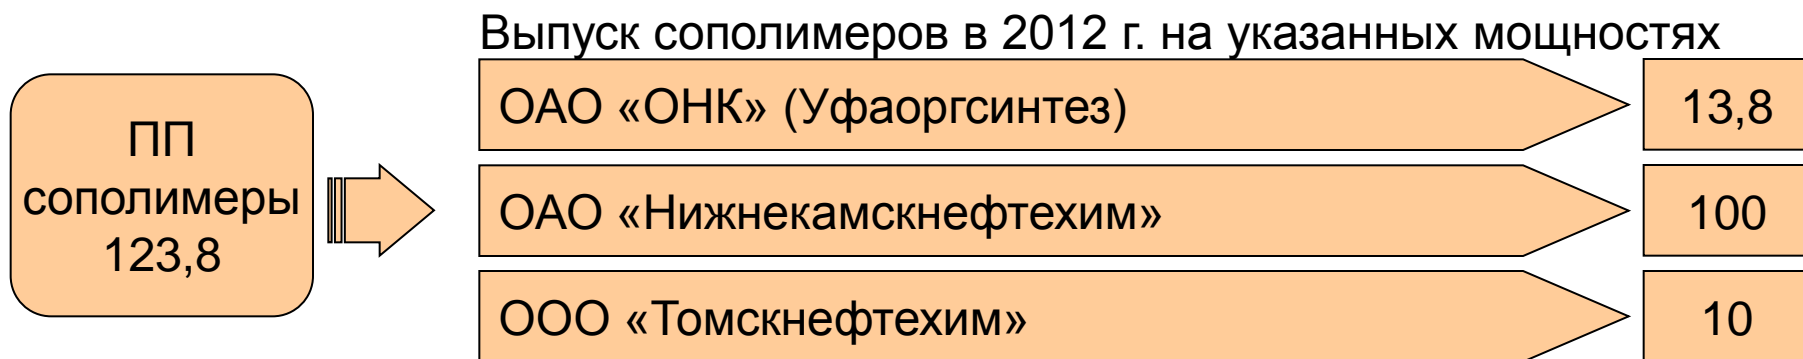 Выпуск сополимеров в 2012 г. на указанных мощностях
ПП
сополимеры
123,8
ОАО «ОНК» (Уфаоргсинтез)
13,8
ОАО «Нижнекамскнефтехим»
100
ООО «Томскнефтехим»
10